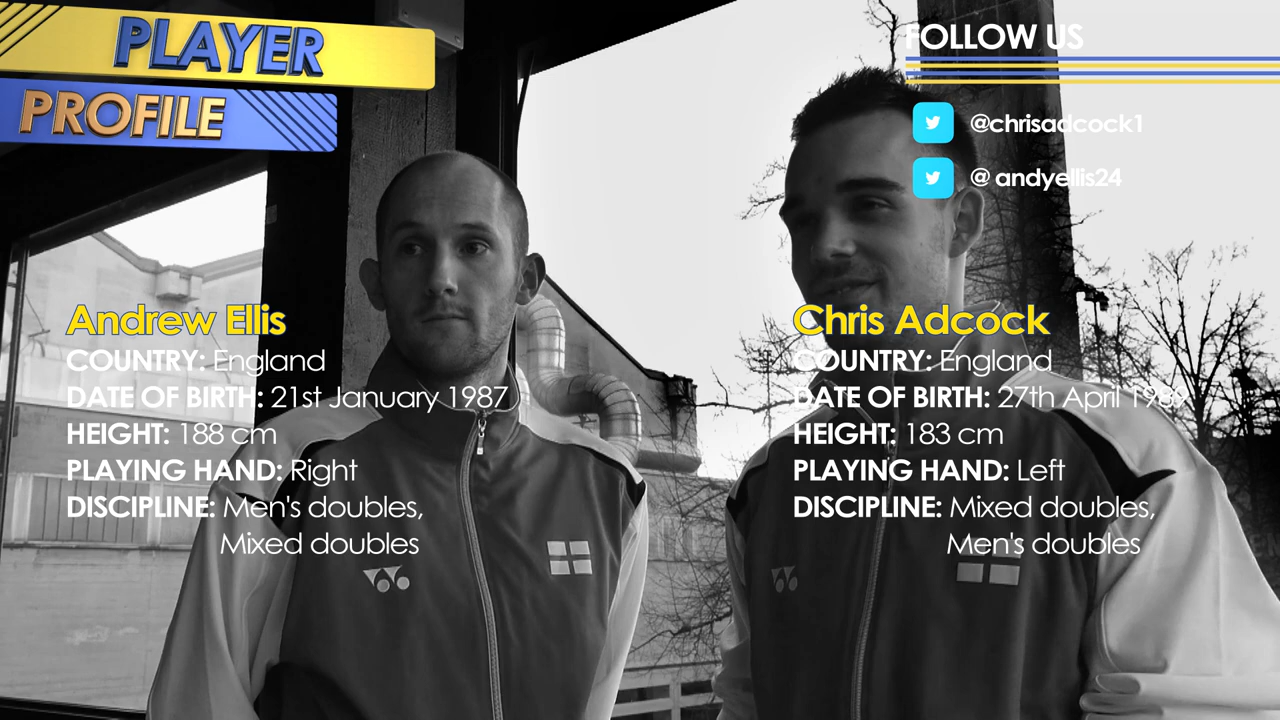 PLAYER
PROFILE
FOLLOW US
@chrisadcock1
@ andyellis24
Andrew Ellis
COUNTRY: England
DATE OF BIRTH: 21st January 1987
HEIGHT: 188 cm
PLAYING HAND: Right
DISCIPLINE: Men's doubles,
Mixed doubles
Chris Adcock
COUNTRY: England
DATE OF BIRTH: 27th April 1989
HEIGHT: 183 cm
PLAYING HAND: Left
DISCIPLINE: Mixed doubles,
Men's doubles